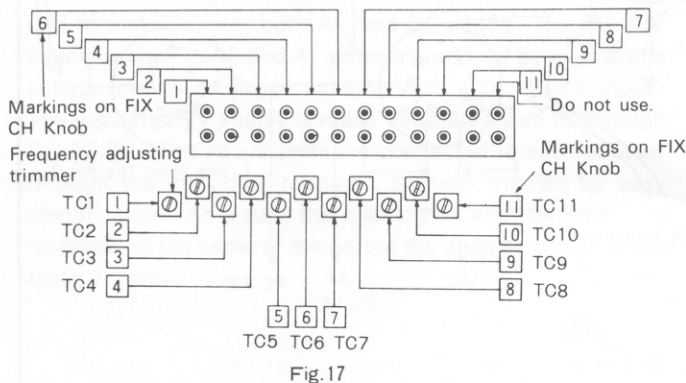 6
7
5
8
4
9
3
10
2
11
1
Markings on FIX
CH Knob
Do not use.
Frequency adjusting
trimmer
Markings on FIX
CH Knob
TC1 1
11 TC11
TC2 2
10 TC10
TC3 3
9 TC9
TC4 4
8 TC8
5 6 7
TC5 TC6 TC7
Fig.17